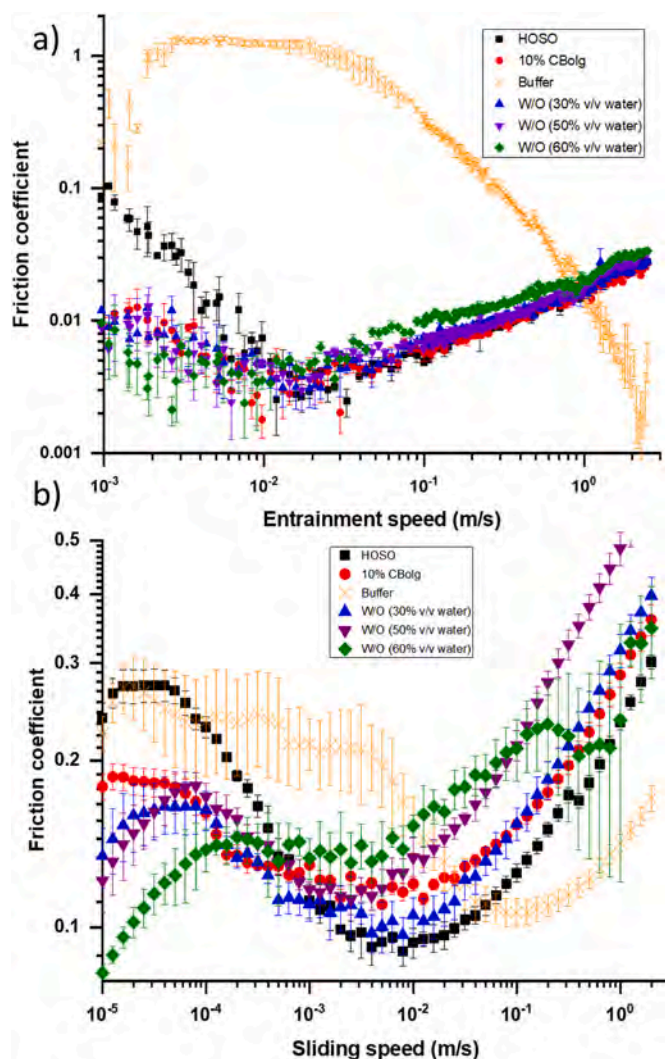 a)
1
0.1
0.01
0.001
Friction coefficient
HOSO
10% CBolg
Buffer
W/O (30% v/v water)
W/O (50% v/v water)
W/O (60% v/v water)
10-3 10-2 10-1 100
Entrainment speed (m/s)
b)
0.5
0.4
0.3
0.2
0.1
Friction coefficient
HOSO
10% CBolg
Buffer
W/O (30% v/v water)
W/O (50% v/v water)
W/O (60% v/v water)
10-5 10-4 10-3 10-2 10-1 100
Sliding speed (m/s)